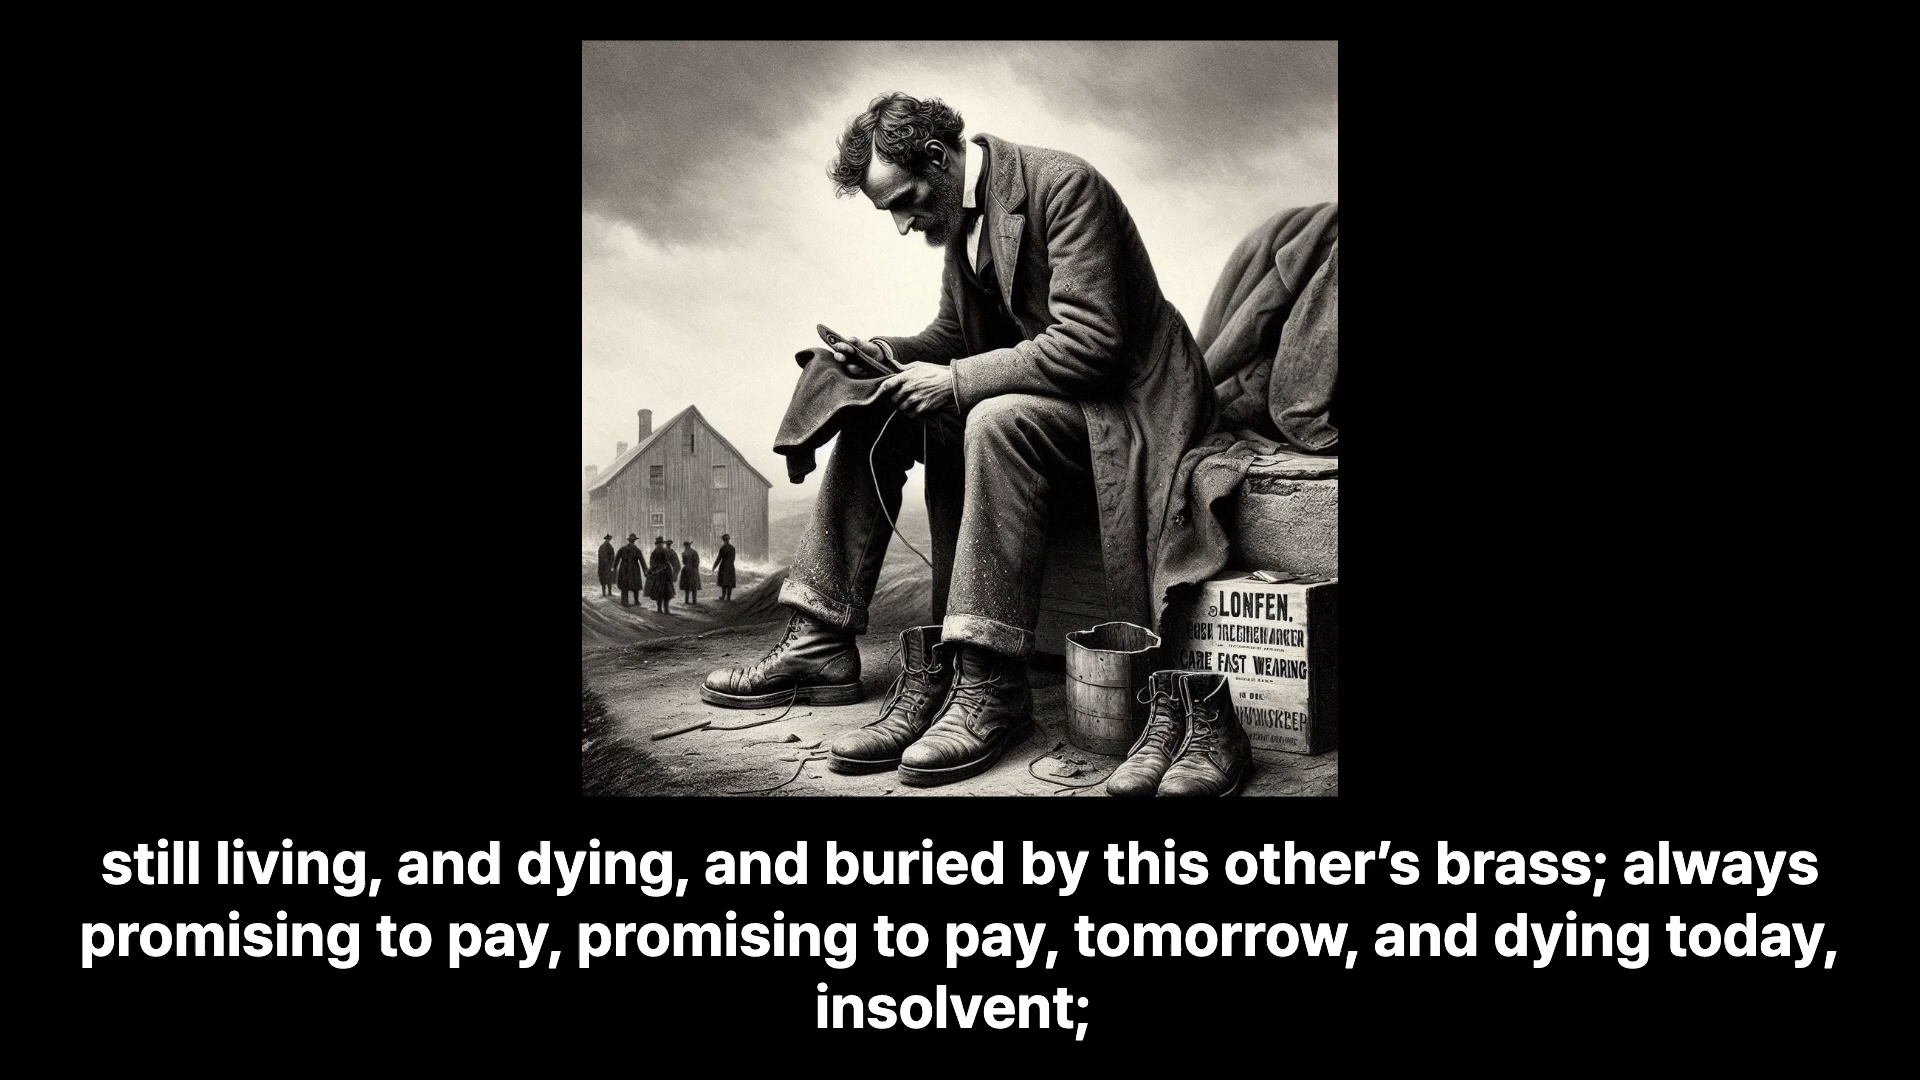 LONFEN.
CARE FAST WEARING
still living, and dying, and buried by this other’s brass; always
promising to pay, promising to pay, tomorrow, and dying today,
insolvent;